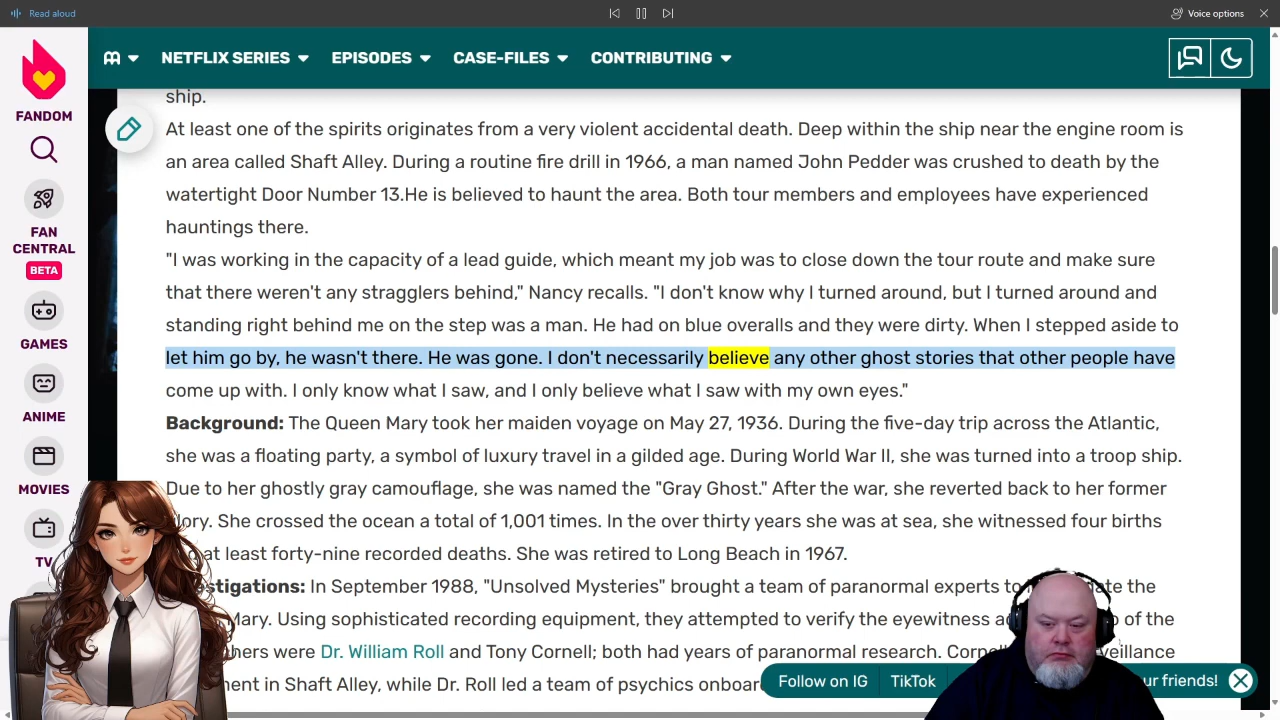 Read aloud
Voice options
FANDOM
FAN
CENTRAL
BETA
GAMES
ANIME
MOVIES
TV
NETFLIX SERIES
EPISODES
CASE-FILES
CONTRIBUTING
ship.
At least one of the spirits originates from a very violent accidental death. Deep within the ship near the engine room is
an area called Shaft Alley. During a routine fire drill in 1966, a man named John Pedder was crushed to death by the
watertight Door Number 13.He is believed to haunt the area. Both tour members and employees have experienced
hauntings there.
"I was working in the capacity of a lead guide, which meant my job was to close down the tour route and make sure
that there weren't any stragglers behind," Nancy recalls. "I don't know why I turned around, but I turned around and
standing right behind me on the step was a man. He had on blue overalls and they were dirty. When I stepped aside to
let him go by, he wasn't there. He was gone. I don't necessarily believe any other ghost stories that other people have
come up with. I only know what I saw, and I only believe what I saw with my own eyes."
Background: The Queen Mary took her maiden voyage on May 27, 1936. During the five-day trip across the Atlantic,
she was a floating party, a symbol of luxury travel in a gilded age. During World War II, she was turned into a troop ship.
Due to her ghostly gray camouflage, she was named the "Gray Ghost." After the war, she reverted back to her former
. She crossed the ocean a total of 1,001 times. In the over thirty years she was at sea, she witnessed four births
at least forty-nine recorded deaths. She was retired to Long Beach in 1967.
In September 1988, "Unsolved Mysteries" brought a team of paranormal experts to the
Mary. Using sophisticated recording equipment, they attempted to verify the eyewitness of the
were Dr. William Roll and Tony Cornell; both had years of paranormal research.
in Shaft Alley, while Dr. Roll led a team of psychics
Follow on IG
TikTok
friends!